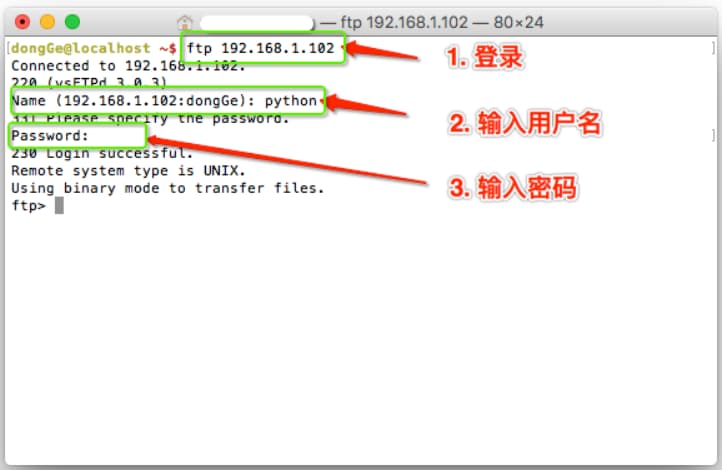 — ftp 192.168.1.102 — 80×24
[dongGe@localhost ~$ ftp 192.168.1.102 ]
1. 登录
Connected to 192.168.1.102.
220 (vsFTPd 3.0.3)
Name (192.168.1.102:dongGe): python
2. 输入用户名
331 Please specify the password.
Password: ]
230 Login successful.
3. 输入密码
Remote system type is UNIX.
Using binary mode to transfer files.
ftp>